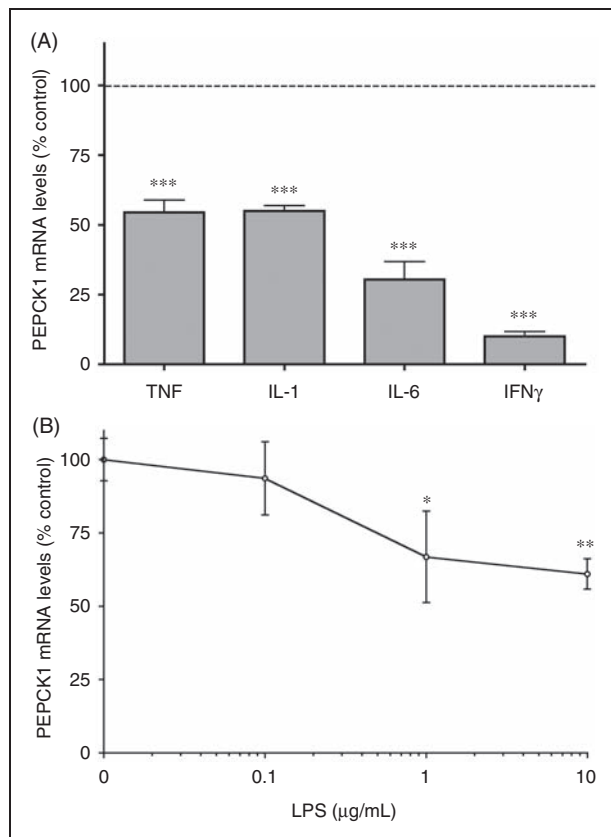 (A)
PEPCK1 mRNA levels (% control)
100
75
50
25
0
***
***
***
***
TNF IL-1 IL-6 IFNγ
(B)
PEPCK1 mRNA levels (% control)
100
75
50
75
0
*
**
0 0.1 1 10
LPS (μg/mL)